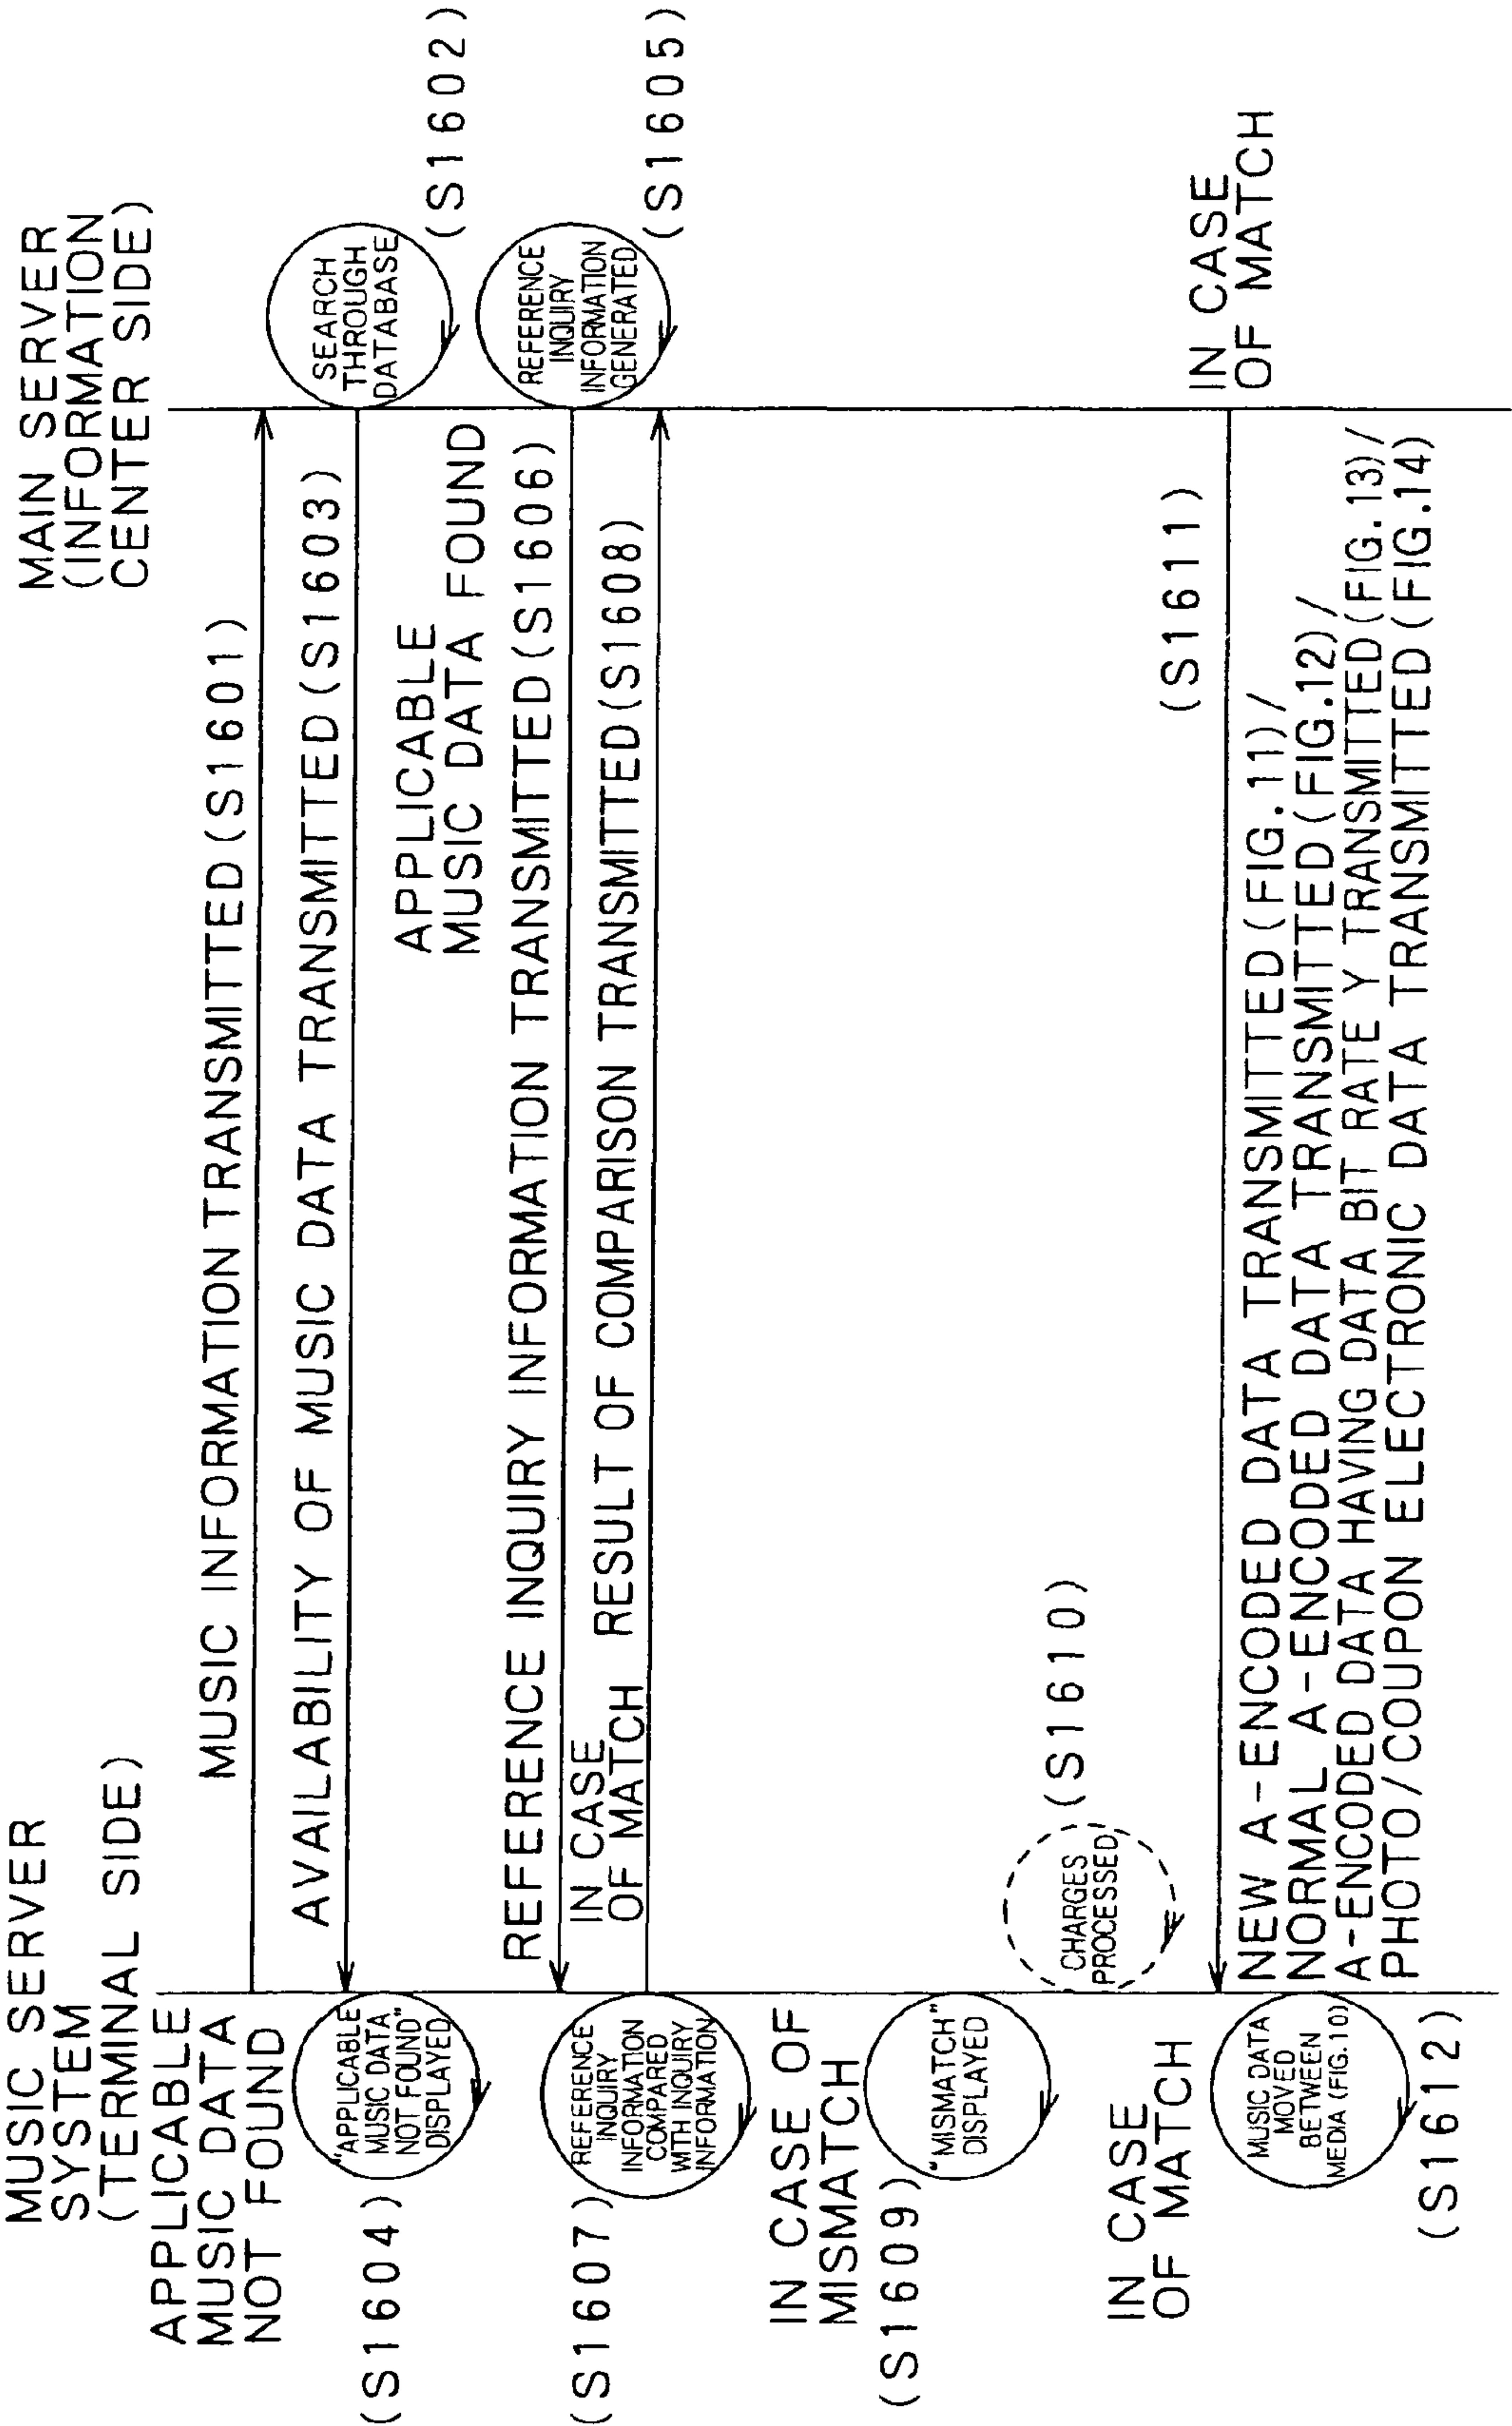 MUSIC SERVER
SYSTEM
(TERMINAL SIDE)
MAIN SERVER
(INFORMATION
CENTER SIDE)
APPLICABLE
MUSIC DATA
NOT FOUND
MUSIC INFORMATION TRANSMITTED(S1601)
SEARCH
THROUGH
DATABASE
(S1602)
AVAILABILITY OF MUSIC DATA TRANSMITTED(S1603)
"APPLICABLE
MUSIC DATA
NOT FOUND"
DISPLAYED
(S1604)
APPLICABLE
MUSIC DATA FOUND
REFERENCE
INQUIRY
INFORMATION
GENERATED
(S1605)
REFERENCE INQUIRY INFORMATION TRANSMITTED(S1606)
REFERENCE
INQUIRY
INFORMATION
COMPARED
WITH INQUIRY
INFORMATION
(S1607)
IN CASE
OF MATCH
RESULT OF COMPARISON TRANSMITTED(S1608)
IN CASE OF
MISMATCH
"MISMATCH"
DISPLAYED
(S1609)
CHARGES
PROCESSED
(S1610)
IN CASE
OF MATCH
IN CASE
OF MATCH
(S1611)
NEW A-ENCODED DATA TRANSMITTED(FIG.11)/
NORMAL A-ENCODED DATA TRANSMITTED(FIG.12)/
A-ENCODED DATA HAVING DATA BIT RATE Y TRANSMITTED(FIG.13)/
PHOTO/COUPON ELECTRONIC DATA TRANSMITTED(FIG.14)
MUSIC DATA
MOVED
BETWEEN
MEDIA(FIG.10)
(S1612)